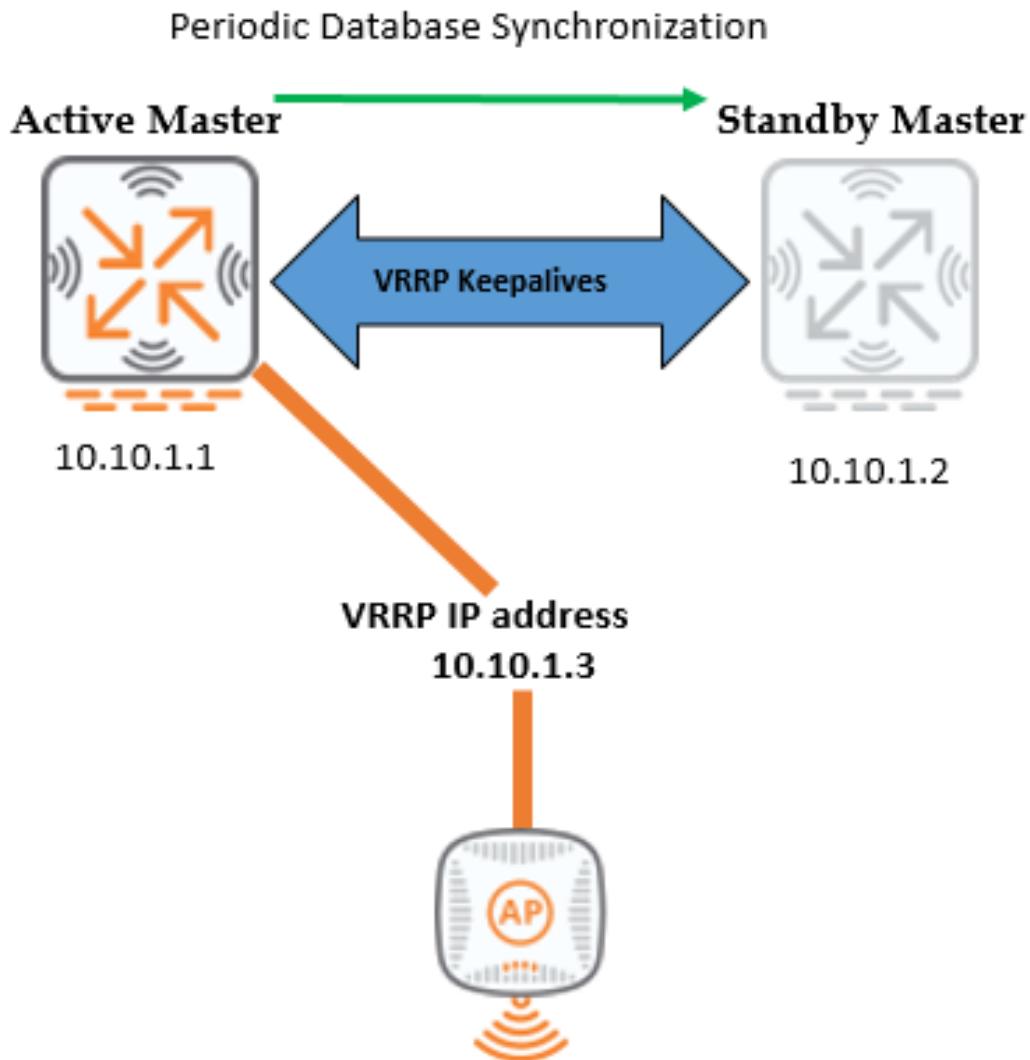 Periodic Database Synchronization
Active Master
Standby Master
VRRP Keepalives
10.10.1.1
10.10.1.2
VRRP IP address
10.10.1.3
AP